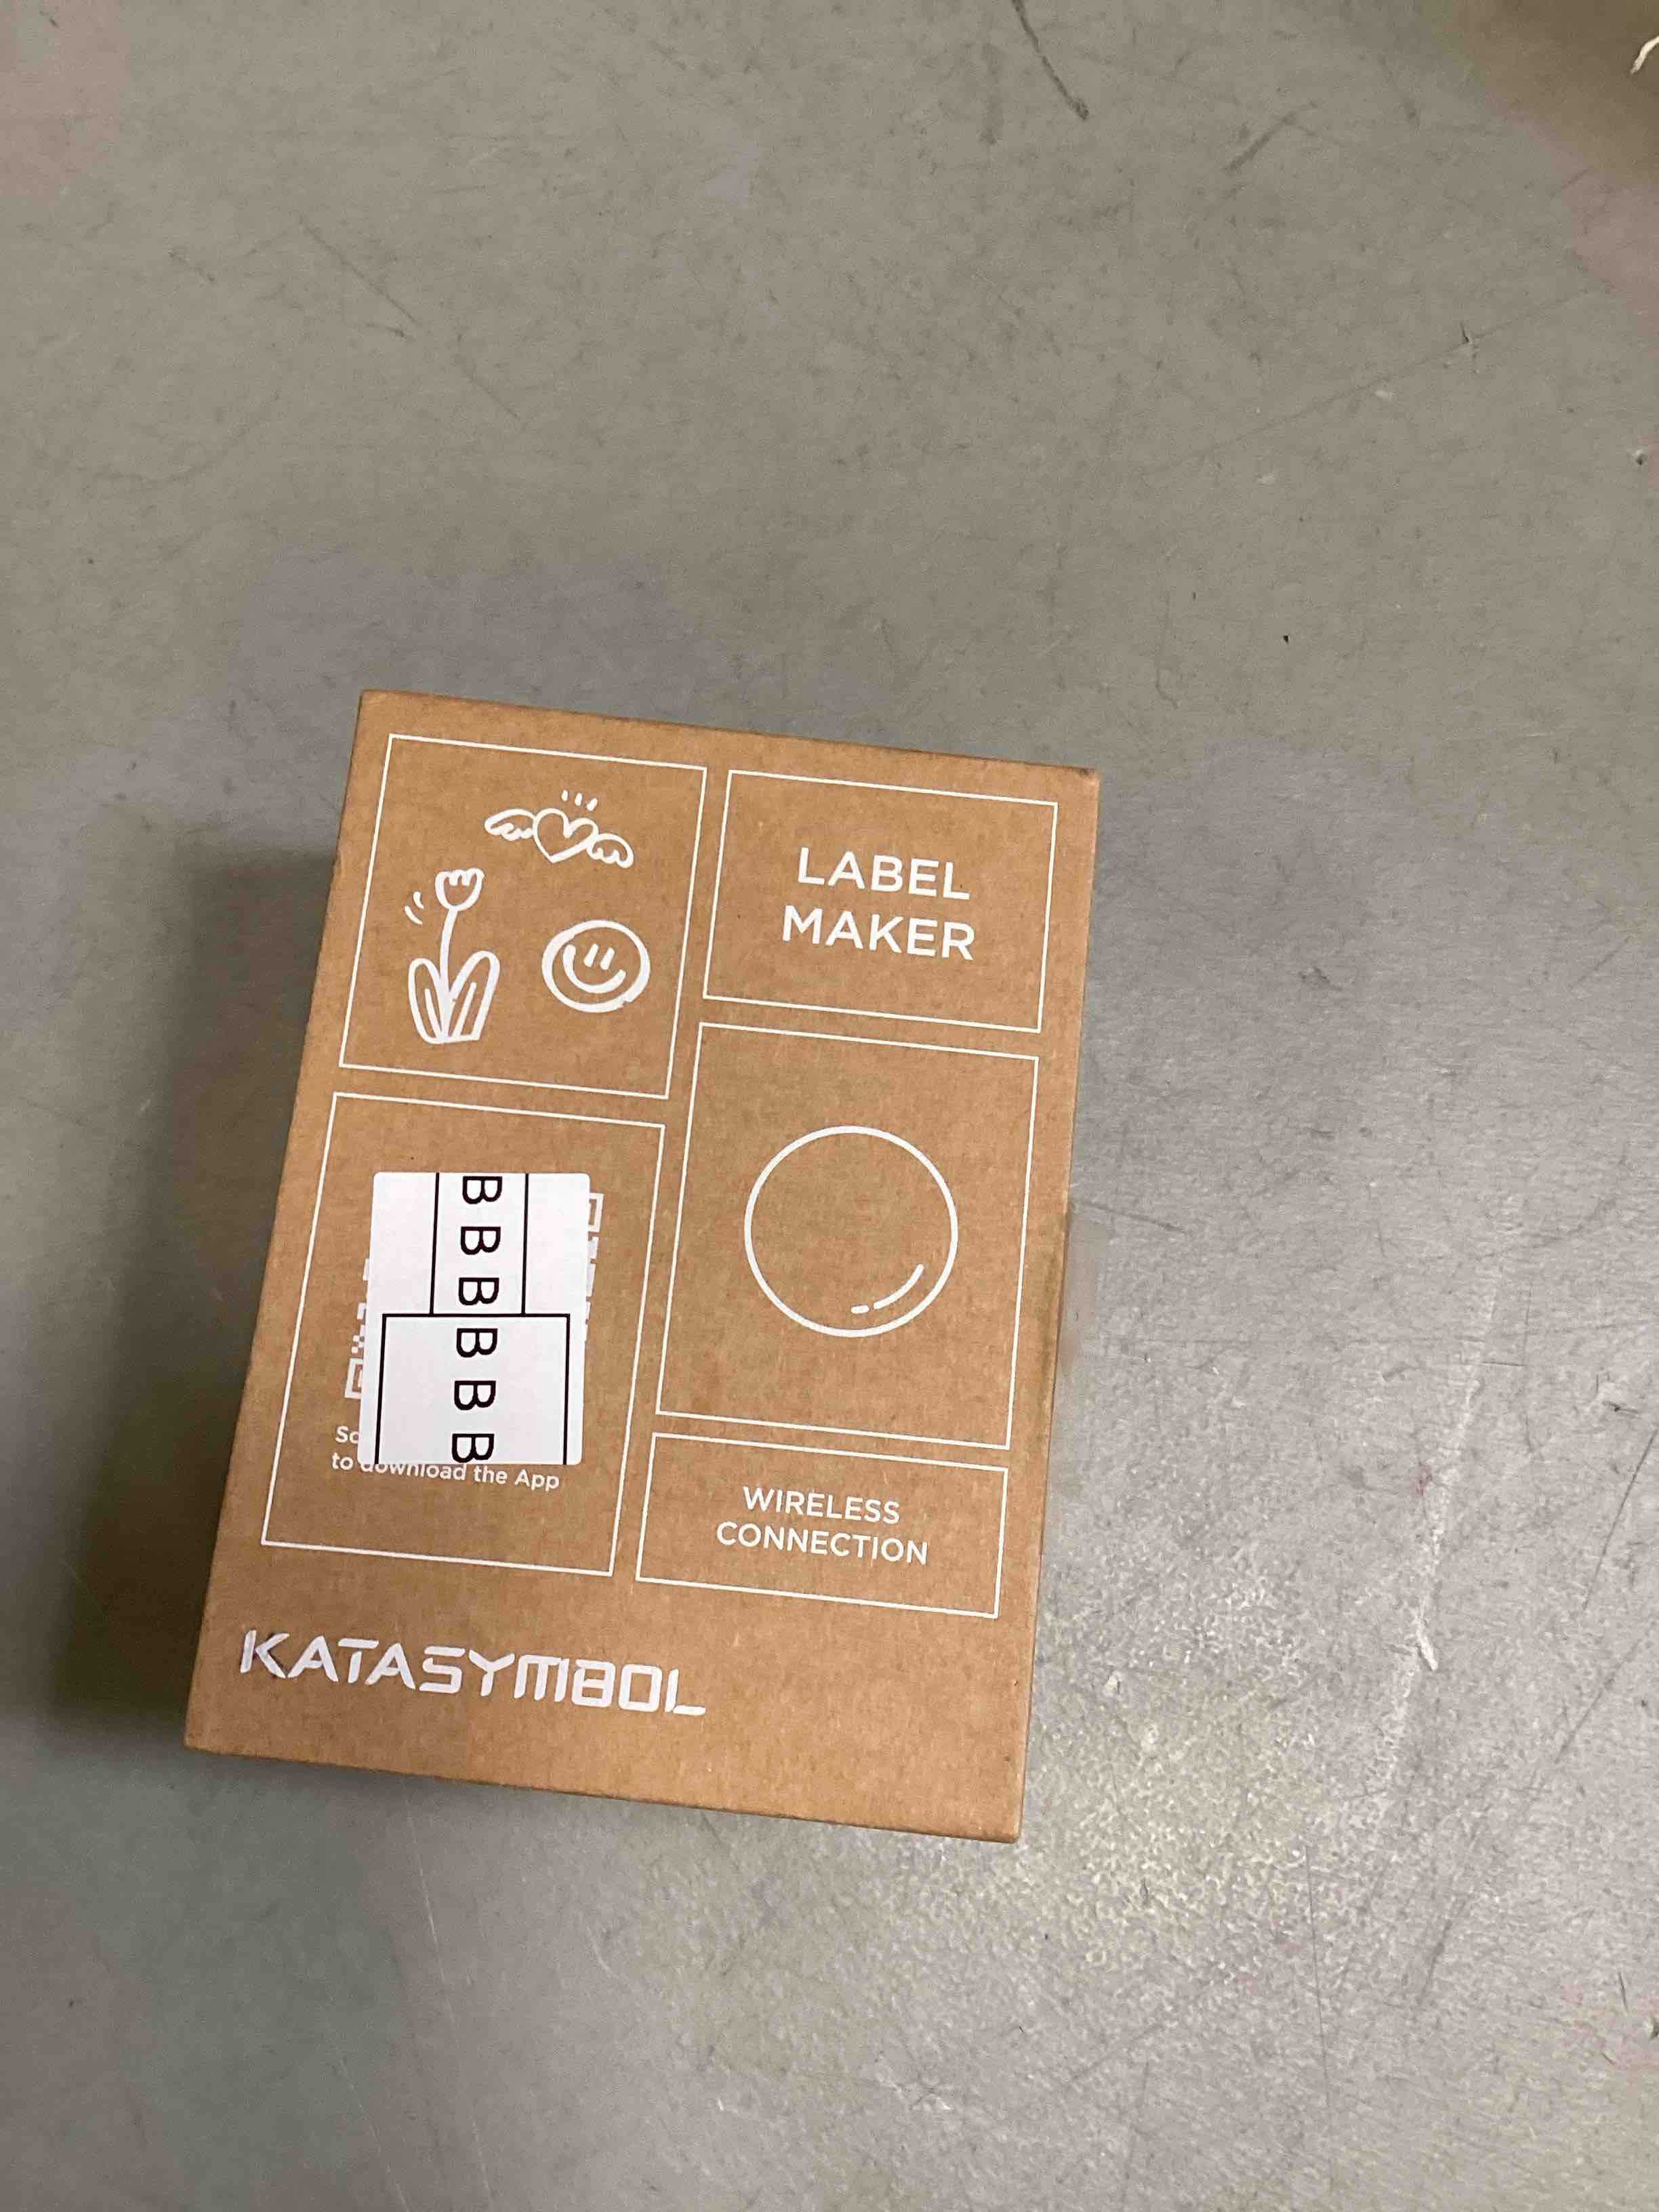 LABEL
MAKER
B B B B B B
to download the App
WIRELESS
CONNECTION
KATASYMBOL